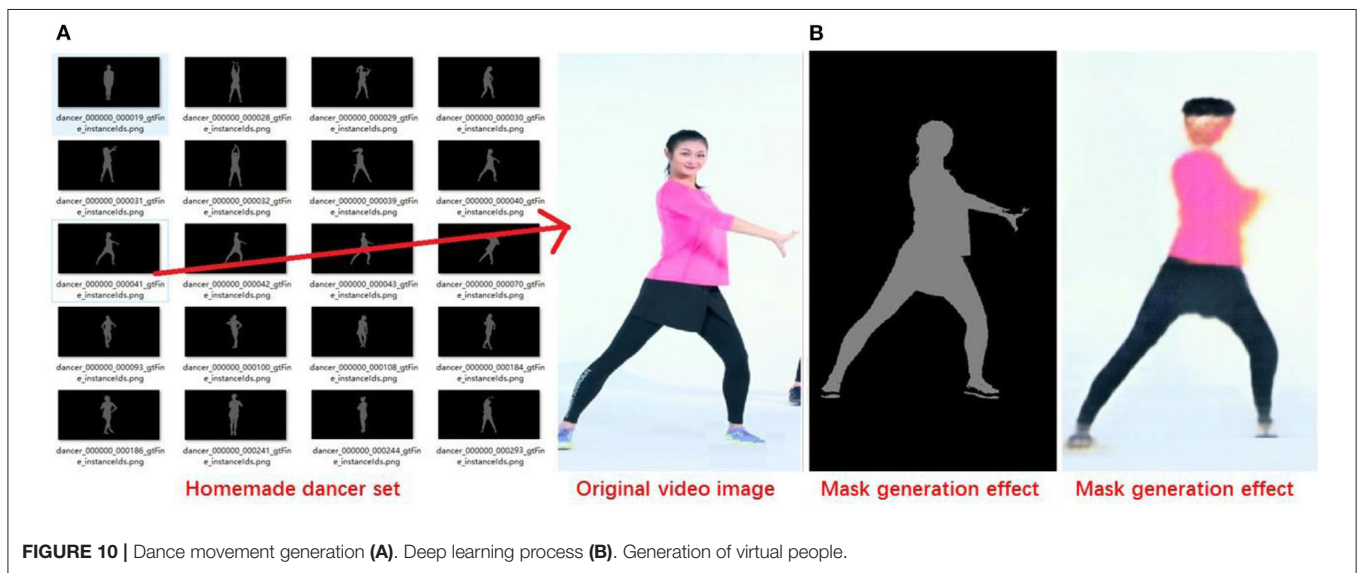 A
B
dancer_000000_000019_gtFin
e_instanceIds.png
dancer_000000_000028_gtFin
e_instanceIds.png
dancer_000000_000029_gtFin
e_instanceIds.png
dancer_000000_000030_gtFin
e_instanceIds.png
dancer_000000_000031_gtFin
e_instanceIds.png
dancer_000000_000032_gtFin
e_instanceIds.png
dancer_000000_000039_gtFin
e_instanceIds.png
dancer_000000_000040_gtFin
e_instanceIds.png
dancer_000000_000041_gtFin
e_instanceIds.png
dancer_000000_000042_gtFin
e_instanceIds.png
dancer_000000_000043_gtFin
e_instanceIds.png
dancer_000000_000070_gtFin
e_instanceIds.png
dancer_000000_000093_gtFin
e_instanceIds.png
dancer_000000_000100_gtFin
e_instanceIds.png
dancer_000000_000108_gtFin
e_instanceIds.png
dancer_000000_000184_gtFin
e_instanceIds.png
dancer_000000_000186_gtFin
e_instanceIds.png
dancer_000000_000241_gtFin
e_instanceIds.png
dancer_000000_000244_gtFin
e_instanceIds.png
dancer_000000_000293_gtFin
e_instanceIds.png
Homemade dancer set
Original video image
Mask generation effect
Mask generation effect
FIGURE 10 | Dance movement generation (A). Deep learning process (B). Generation of virtual people.